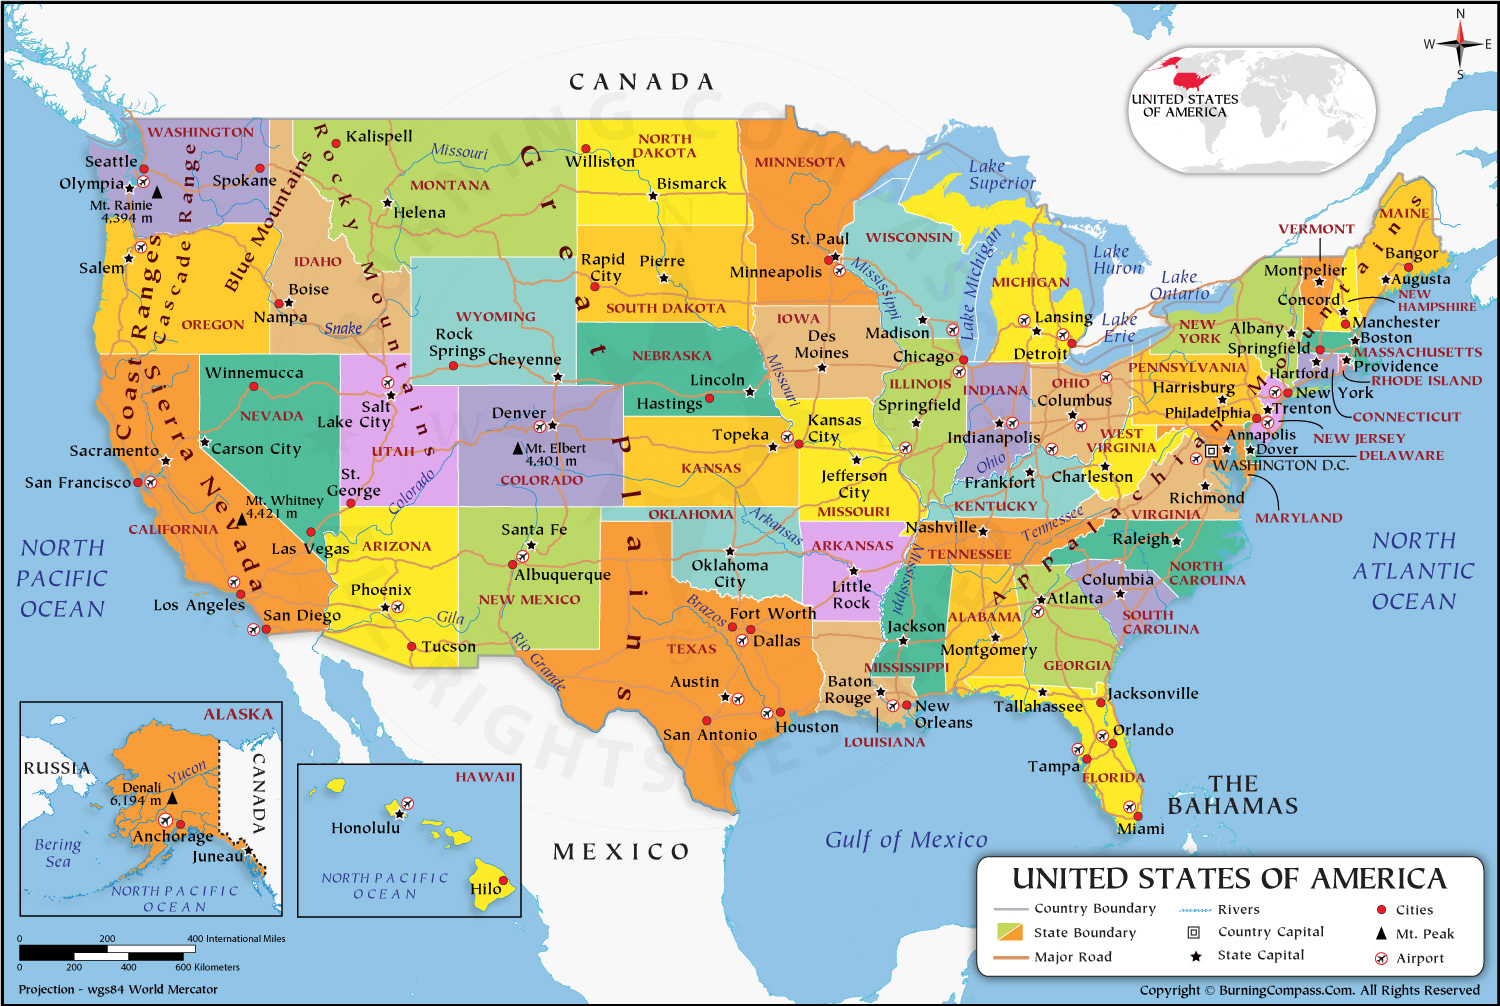 CANADA
N
W
E
S
UNITED STATES
OF AMERICA
WASHINGTON
Seattle
Olympia
Mt. Rainie
4,394 m
Spokane
Cascade Range
Coast Ranges
Blue Mountains
Rocky Mountains
Great Plains
Kalispell
Missouri
MONTANA
Helena
NORTH
DAKOTA
Williston
Bismarck
MINNESOTA
St. Paul
Minneapolis
Lake
Superior
WISCONSIN
Mississippi
Madison
Lake Michigan
MICHIGAN
Lansing
Detroit
Lake
Huron
Lake
Ontario
Lake
Erie
MAINE
Bangor
Augusta
VERMONT
Montpelier
Concord
NEW
HAMPSHIRE
Manchester
Boston
MASSACHUSETTS
Providence
RHODE ISLAND
NEW
YORK
Albany
Springfield
Hartford
New York
CONNECTICUT
Salem
OREGON
IDAHO
Boise
Nampa
Snake
WYOMING
Rock
Springs
Cheyenne
Rapid
City
Pierre
SOUTH DAKOTA
IOWA
Des
Moines
NEBRASKA
Lincoln
Hastings
Missouri
Chicago
ILLINOIS
Springfield
INDIANA
Indianapolis
OHIO
Columbus
Ohio
PENNSYLVANIA
Harrisburg
Philadelphia
Trenton
NEW JERSEY
Annapolis
Dover
DELAWARE
WASHINGTON D.C.
MARYLAND
WEST
VIRGINIA
Charleston
Richmond
VIRGINIA
Appalachian Mountains
Winnemucca
NEVADA
Carson City
Salt
Lake City
UTAH
St.
George
Colorado
Denver
Mt. Elbert
4,401 m
COLORADO
Topeka
KANSAS
Kansas
City
Jefferson
City
MISSOURI
Frankfort
KENTUCKY
Sacramento
San Francisco
Sierra Nevada
Mt. Whitney
4,421 m
CALIFORNIA
Las Vegas
Los Angeles
San Diego
ARIZONA
Phoenix
Gila
Tucson
Santa Fe
Albuquerque
NEW MEXICO
Rio Grande
OKLAHOMA
Arkansas
Oklahoma
City
ARKANSAS
Little
Rock
Nashville
Tennessee
TENNESSEE
Raleigh
NORTH
CAROLINA
Columbia
SOUTH
CAROLINA
Brazos
Fort Worth
Dallas
TEXAS
Austin
San Antonio
Houston
Mississippi
Jackson
MISSISSIPPI
ALABAMA
Montgomery
Atlanta
GEORGIA
Baton
Rouge
New
Orleans
LOUISIANA
Tallahassee
Jacksonville
Orlando
Tampa
FLORIDA
Miami
NORTH
PACIFIC
OCEAN
NORTH
ATLANTIC
OCEAN
Gulf of Mexico
THE
BAHAMAS
MEXICO
ALASKA
RUSSIA
CANADA
Yucon
Denali
6,194 m
Anchorage
Juneau
Bering
Sea
NORTH PACIFIC
OCEAN
HAWAII
Honolulu
Hilo
NORTH PACIFIC
OCEAN
0 200 400 International Miles
0 200 400 600 Kilometers
Projection - wgs84 World Mercator
UNITED STATES OF AMERICA
Country Boundary
Rivers
Cities
State Boundary
Country Capital
Mt. Peak
Major Road
State Capital
Airport
Copyright © BurningCompass.Com. All Rights Reserved